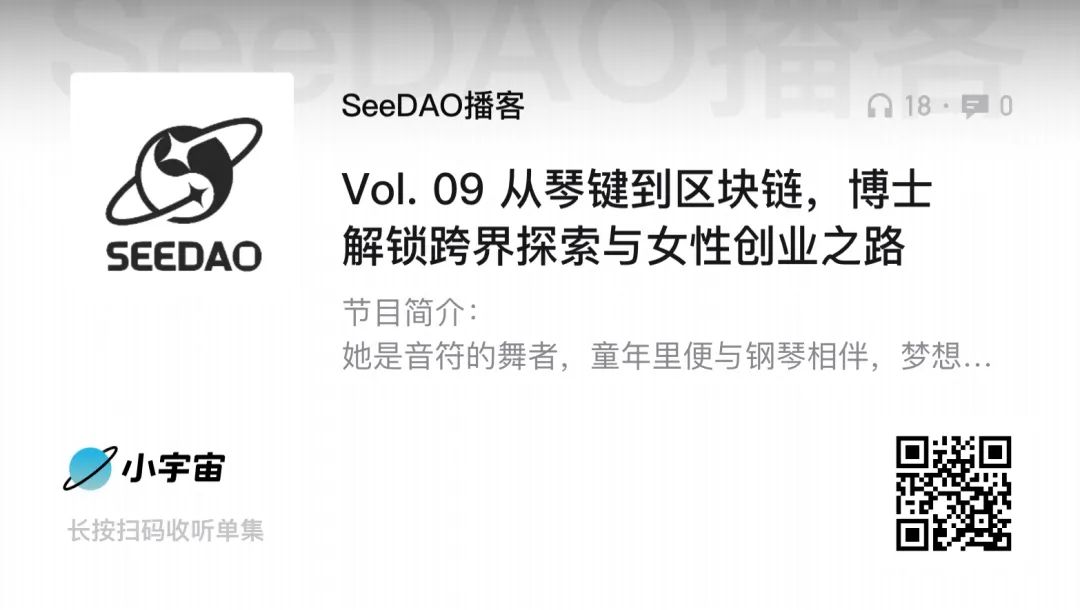 SeeDAO播客
SEEDAO
SeeDAO播客
18 · 0
Vol. 09 从琴键到区块链，博士
解锁跨界探索与女性创业之路
节目简介：
她是音符的舞者，童年里便与钢琴相伴，梦想...
小宇宙
长按扫码收听单集